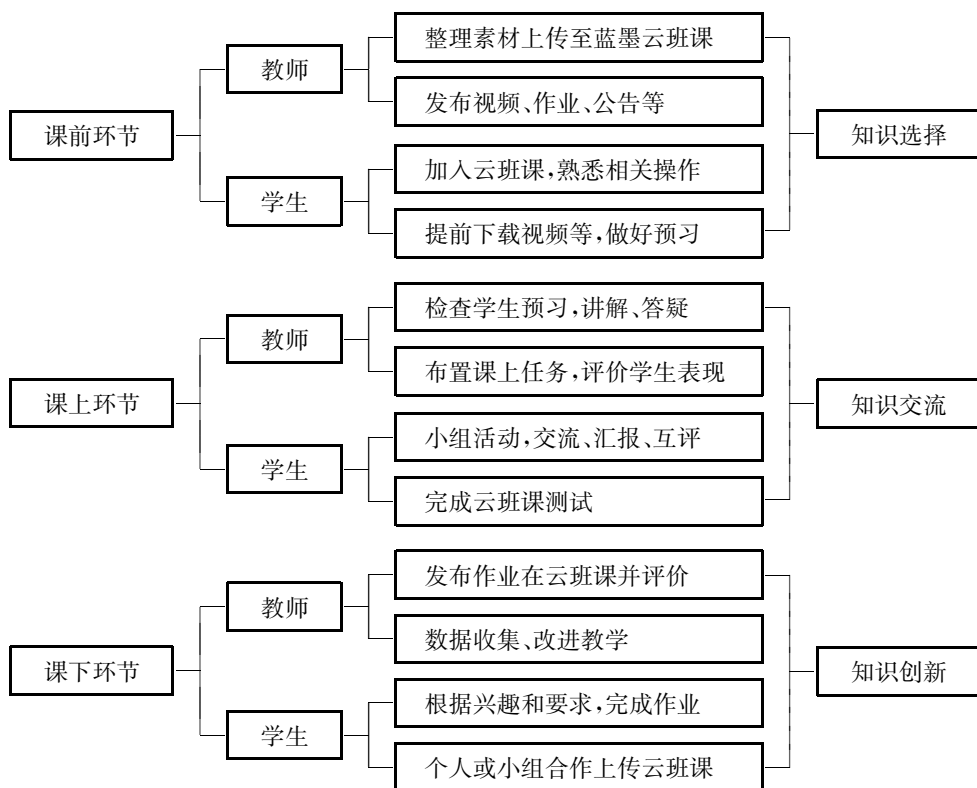 整理素材上传至蓝墨云班课
教师
发布视频、作业、公告等
课前环节
知识选择
加入云班课,熟悉相关操作
学生
提前下载视频等,做好预习
检查学生预习,讲解、答疑
教师
布置课上任务,评价学生表现
课上环节
知识交流
小组活动,交流、汇报、互评
学生
完成云班课测试
发布作业在云班课并评价
教师
数据收集、改进教学
课下环节
知识创新
根据兴趣和要求,完成作业
学生
个人或小组合作上传云班课